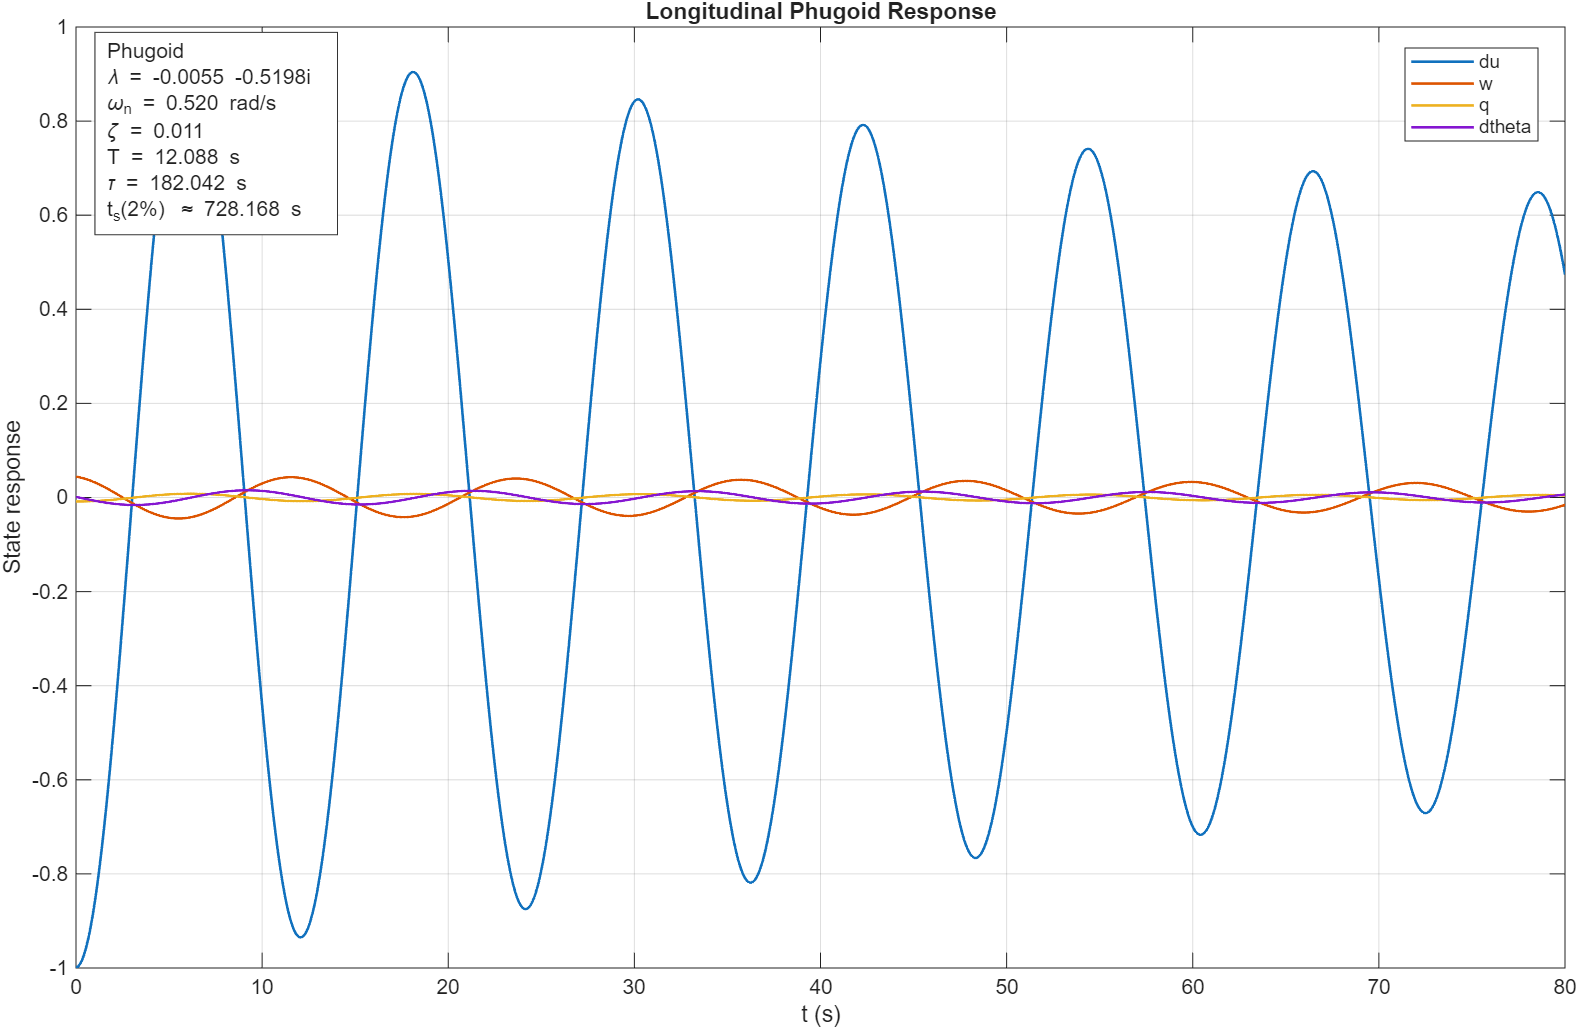 Longitudinal Phugoid Response
Phugoid
λ = -0.0055 -0.5198i
ωn = 0.520 rad/s
ζ = 0.011
T = 12.088 s
τ = 182.042 s
ts(2%) ≈ 728.168 s
du
w
q
dtheta
State response
1
0.8
0.6
0.4
0.2
0
-0.2
-0.4
-0.6
-0.8
-1
0 10 20 30 40 50 60 70 80
t (s)